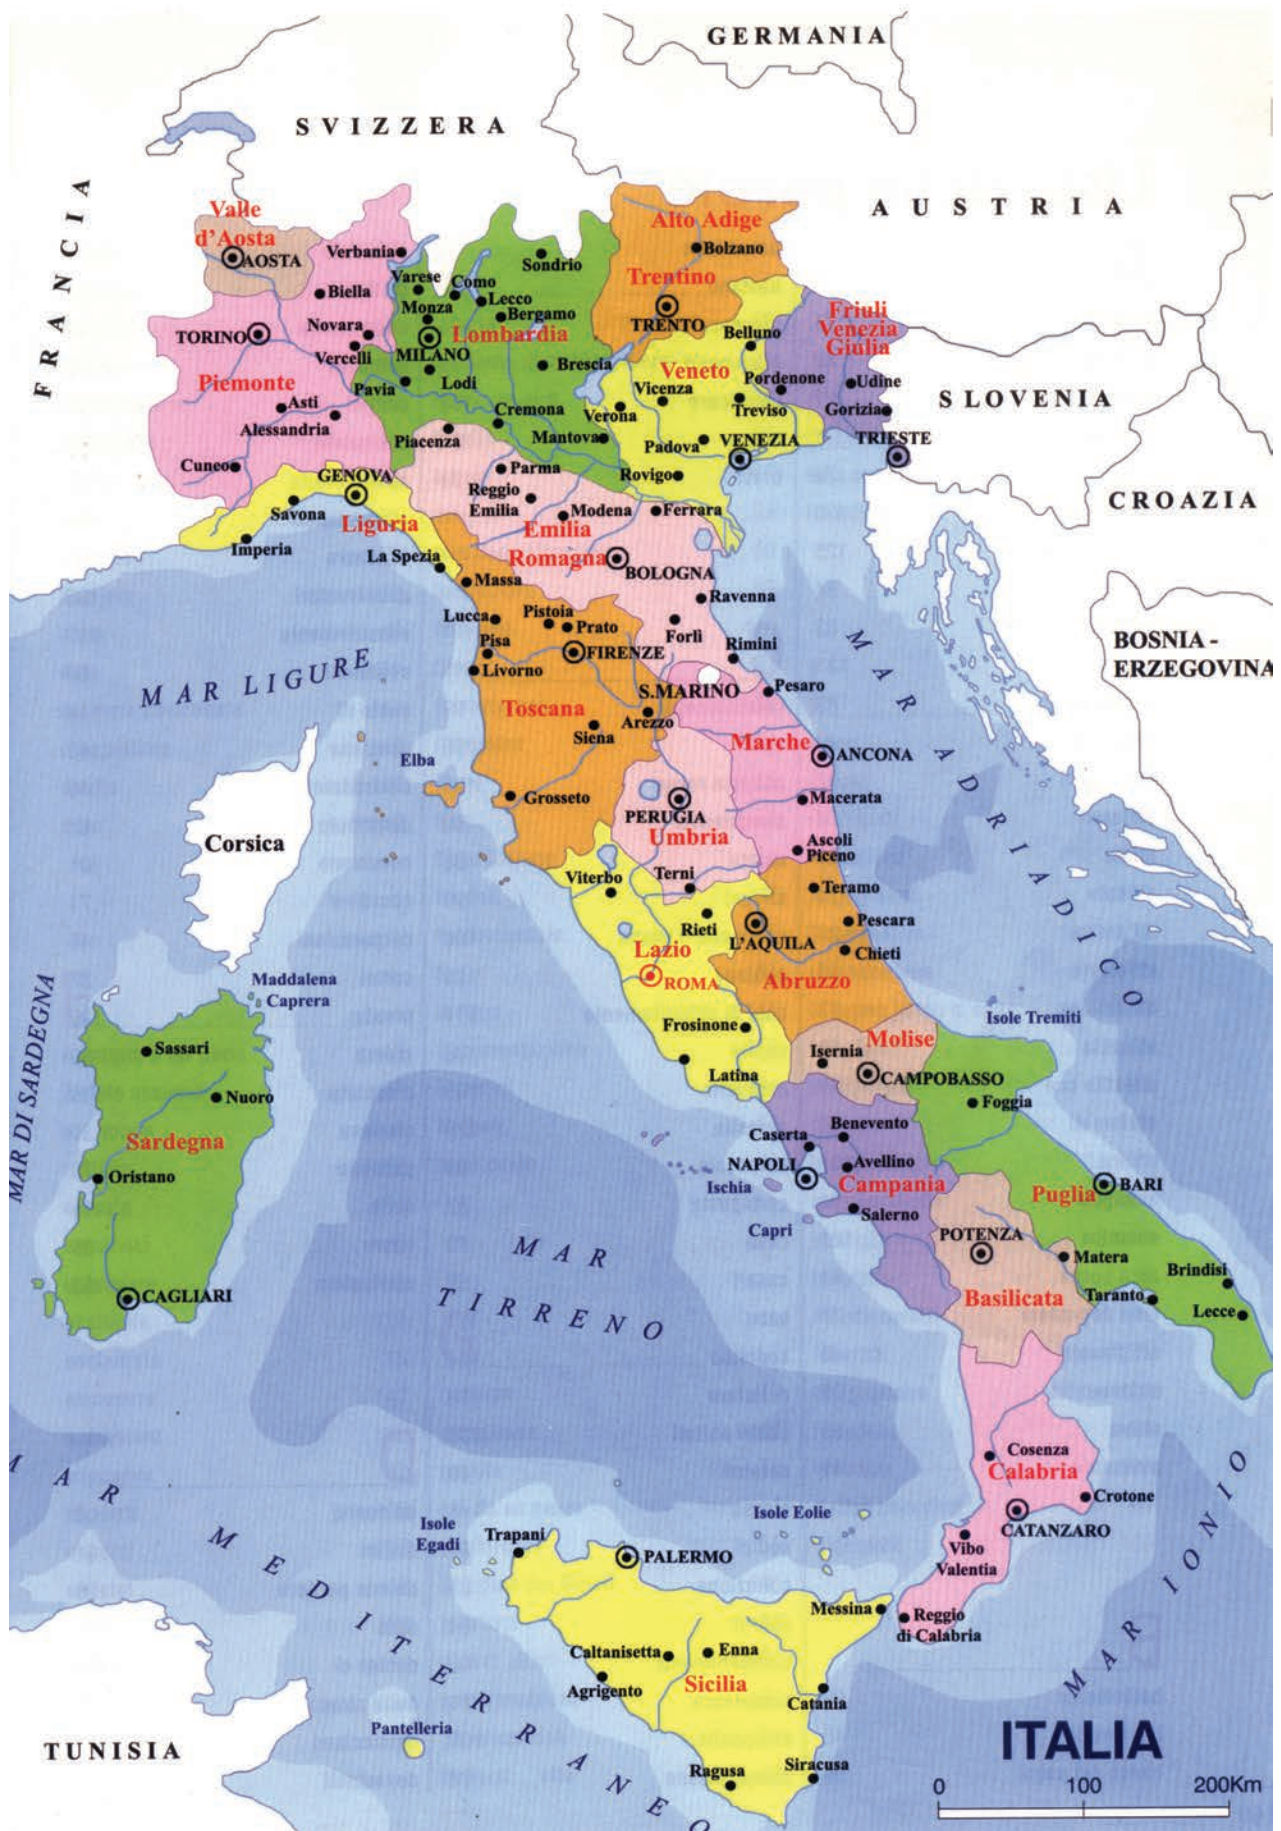 GERMANIA
SVIZZERA
FRANCIA
AUSTRIA
Valle
d'Aosta
AOSTA
Alto Adige
Bolzano
Trentino
TRENTO
Verbania
Sondrio
Varese
Como
Biella
Lecco
Monza
Bergamo
Friuli
Venezia
Giulia
Belluno
TORINO
Novara
Lombardia
MILANO
Vercelli
Brescia
Piemonte
Pavia
Lodi
Veneto
Vicenza
Pordenone
Udine
SLOVENIA
Asti
Verona
Treviso
Gorizia
Alessandria
Cremona
Piacenza
Mantova
Padova
VENEZIA
TRIESTE
Cuneo
GENOVA
Parma
Rovigo
CROAZIA
Savona
Reggio
Emilia
Liguria
Modena
Ferrara
Emilia
Romagna
Imperia
La Spezia
BOLOGNA
Massa
Ravenna
Lucca
Pistoia
Prato
Forlì
Pisa
FIRENZE
Rimini
BOSNIA -
ERZEGOVINA
MAR LIGURE
Livorno
S.MARINO
Pesaro
MAR ADRIADICO
Toscana
Arezzo
Siena
Marche
ANCONA
Elba
Grosseto
PERUGIA
Macerata
Umbria
Corsica
Ascoli
Piceno
Viterbo
Terni
Teramo
Rieti
Pescara
L'AQUILA
Lazio
Chieti
ROMA
Abruzzo
Maddalena
Caprera
Isole Tremiti
Frosinone
MAR DI SARDEGNA
Sassari
Isernia
Molise
Latina
CAMPOBASSO
Nuoro
Foggia
Sardegna
Caserta
Benevento
NAPOLI
Avellino
Oristano
Ischia
Campania
Puglia
BARI
Capri
Salerno
POTENZA
MAR
TIRRENO
Matera
Brindisi
CAGLIARI
Basilicata
Taranto
Lecce
Cosenza
Calabria
Crotone
CATANZARO
Isole Eolie
Isole
Egadi
Trapani
Vibo
Valentia
PALERMO
MAR MEDITERRANEO
Messina
Reggio
di Calabria
MAR IONIO
Caltanisetta
Enna
Sicilia
Agrigento
Catania
Pantelleria
TUNISIA
ITALIA
Siracusa
Ragusa
0 100 200Km